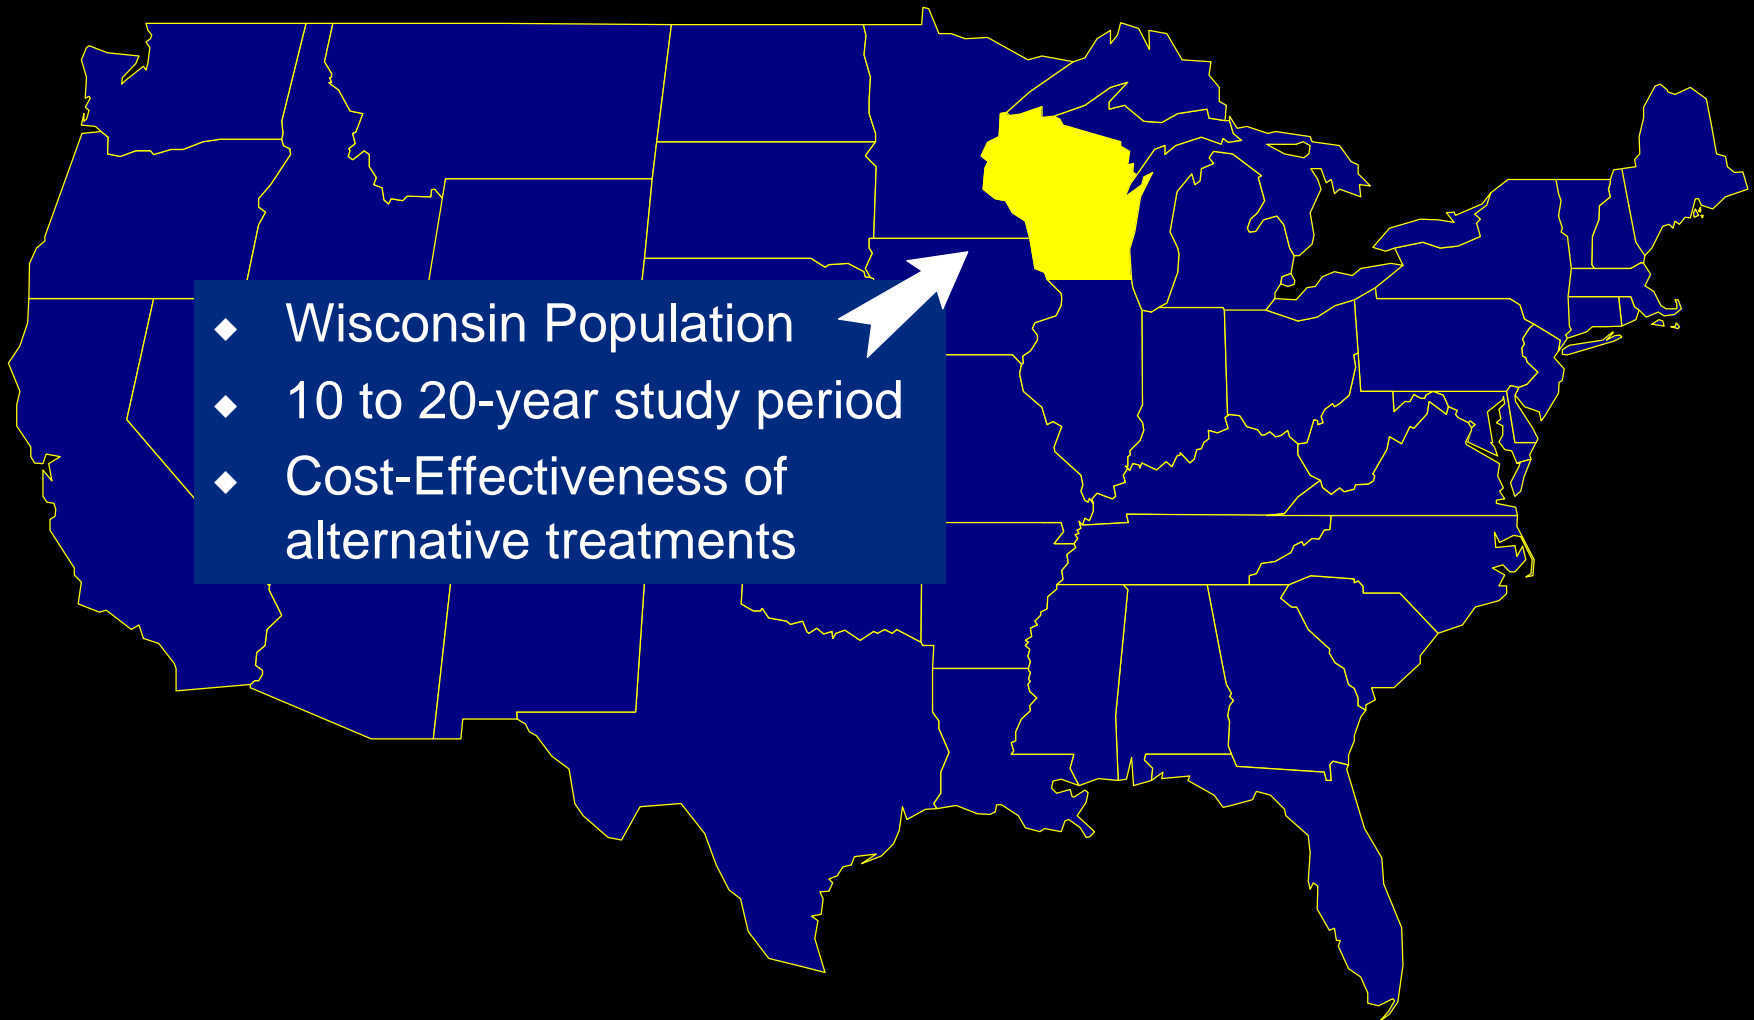 ◆ Wisconsin Population
◆ 10 to 20-year study period
◆ Cost-Effectiveness of
alternative treatments